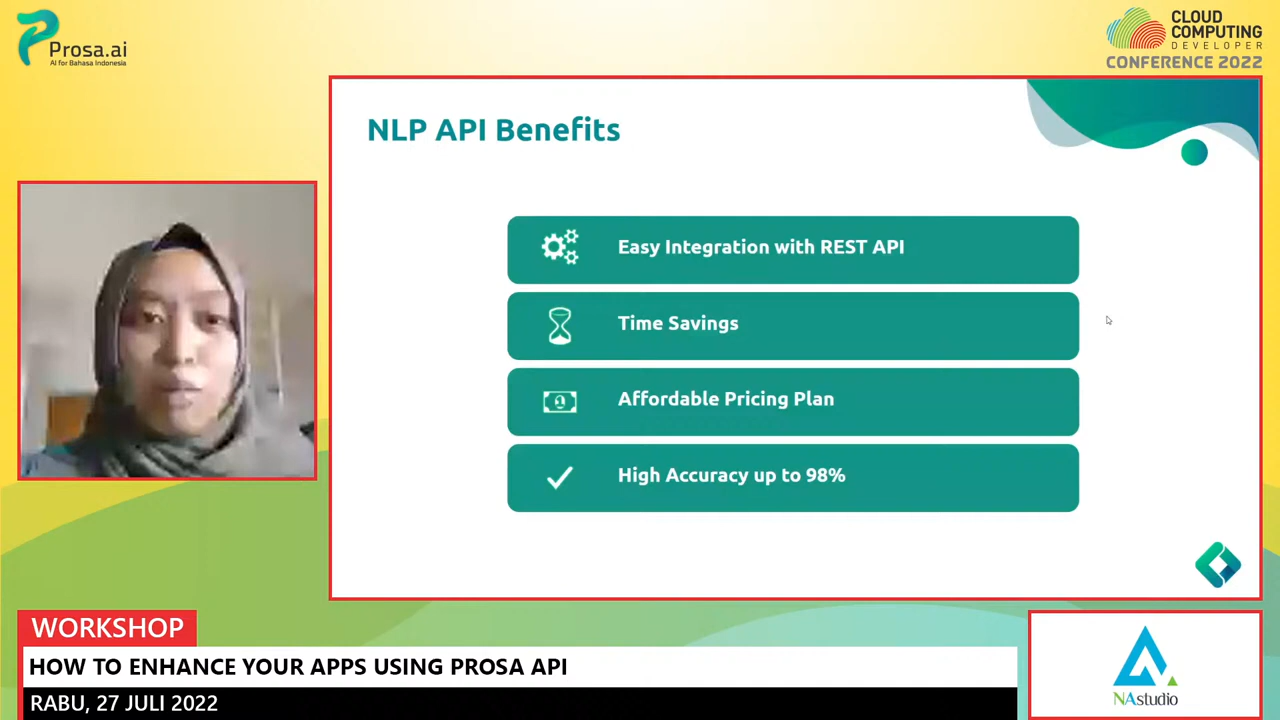 Prosa.ai
AI for Bahasa Indonesia
CLOUD
COMPUTING
DEVELOPER
CONFERENCE 2022
NLP API Benefits
Easy Integration with REST API
Time Savings
Affordable Pricing Plan
High Accuracy up to 98%
WORKSHOP
HOW TO ENHANCE YOUR APPS USING PROSA API
RABU, 27 JULI 2022
NAstudio